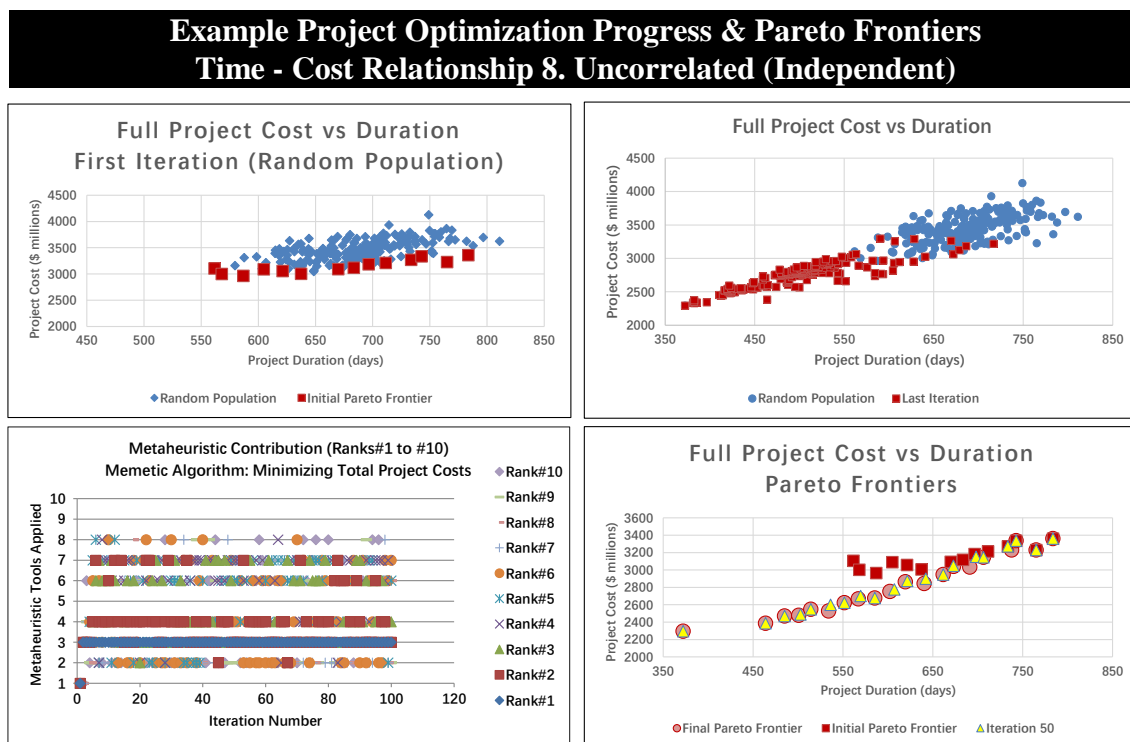 Example Project Optimization Progress & Pareto Frontiers
Time - Cost Relationship 8. Uncorrelated (Independent)
Full Project Cost vs Duration
First Iteration (Random Population)
Project Cost ($ millions)
4500
4000
3500
3000
2500
2000
450 500 550 600 650 700 750 800 850
Project Duration (days)
Random Population Initial Pareto Frontier
Full Project Cost vs Duration
Project Cost ($ millions)
4500
4000
3500
3000
2500
2000
350 450 550 650 750 850
Project Duration (days)
Random Population Last Iteration
Metaheuristic Contribution (Ranks#1 to #10)
Memetic Algorithm: Minimizing Total Project Costs
Metaheuristic Tools Applied
10
9
8
7
6
5
4
3
2
1
0 20 40 60 80 100 120
Iteration Number
Rank#10
Rank#9
Rank#8
Rank#7
Rank#6
Rank#5
Rank#4
Rank#3
Rank#2
Rank#1
Full Project Cost vs Duration
Pareto Frontiers
Project Cost ($ millions)
3600
3400
3200
3000
2800
2600
2400
2200
2000
350 450 550 650 750 850
Project Duration (days)
Final Pareto Frontier Initial Pareto Frontier Iteration 50